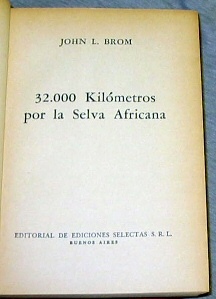 JOHN L. BROM
32.000 Kilómetros
por la Selva Africana
EDITORIAL DE EDICIONES SELECTAS S. R. L.
BUENOS AIRES